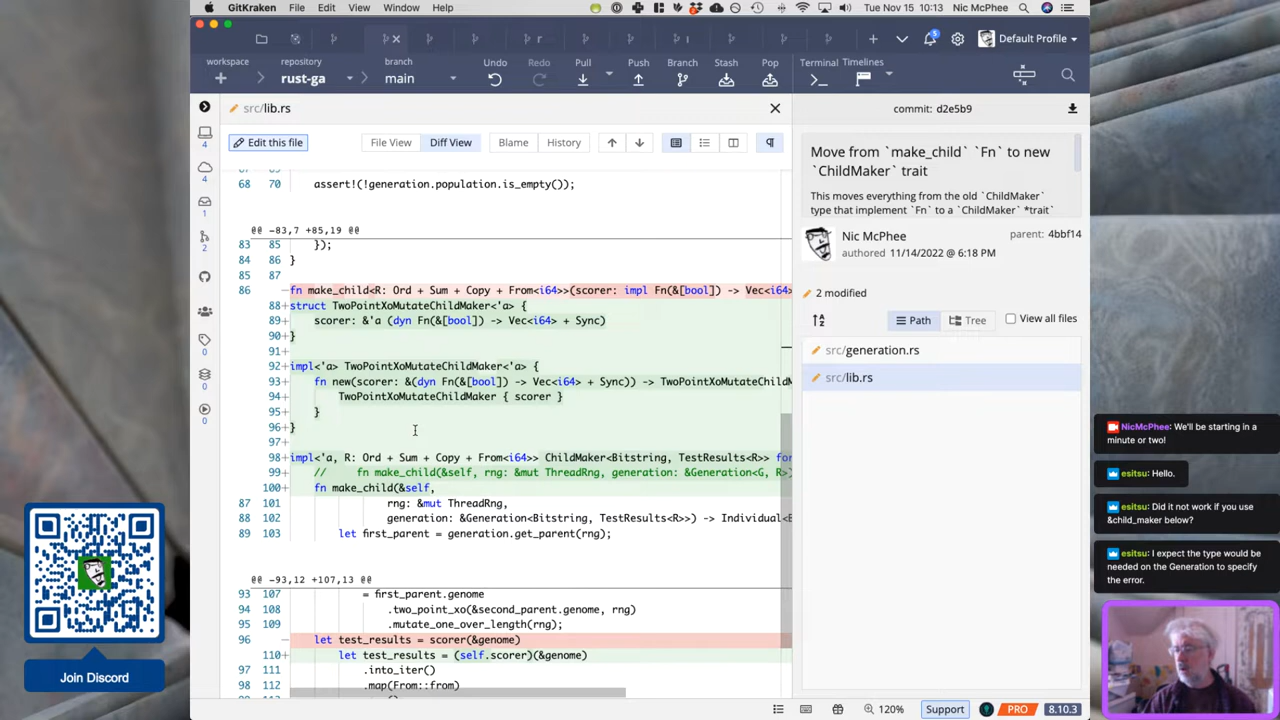 GitKraken File Edit View Window Help
Tue Nov 15 10:13 Nic McPhee
Default Profile
5
workspace
repository
rust-ga
branch
main
Undo Redo Pull Push Branch Stash Pop Terminal Timelines
src/lib.rs
Edit this file
File View Diff View Blame History
4
4
1
2
0
0
0
68 70 assert!(!generation.population.is_empty());
@@ -83,7 +85,19 @@
83 85 });
84 86 }
85 87
86 – fn make_child<R: Ord + Sum + Copy + From<i64>>(scorer: impl Fn(&[bool]) -> Vec<i64>
88+ struct TwoPointXoMutateChildMaker<'a> {
89+ scorer: &'a (dyn Fn(&[bool]) -> Vec<i64> + Sync)
90+ }
91+
92+ impl<'a> TwoPointXoMutateChildMaker<'a> {
93+ fn new(scorer: &(dyn Fn(&[bool]) -> Vec<i64> + Sync)) -> TwoPointXoMutateChildM
94+ TwoPointXoMutateChildMaker { scorer }
95+ }
96+ }
97+
98+ impl<'a, R: Ord + Sum + Copy + From<i64>> ChildMaker<Bitstring, TestResults<R>> for
99+ // fn make_child(&self, rng: &mut ThreadRng, generation: &Generation<G, R>)
100+ fn make_child(&self,
87 101 rng: &mut ThreadRng,
88 102 generation: &Generation<Bitstring, TestResults<R>>) -> Individual<B
89 103 let first_parent = generation.get_parent(rng);
@@ -93,12 +107,13 @@
93 107 = first_parent.genome
94 108 .two_point_xo(&second_parent.genome, rng)
95 109 .mutate_one_over_length(rng);
96 – let test_results = scorer(&genome)
110+ let test_results = (self.scorer)(&genome)
97 111 .into_iter()
98 112 .map(From::from)
commit: d2e5b9
Move from `make_child` `Fn` to new
`ChildMaker` trait
This moves everything from the old `ChildMaker`
type that implement `Fn` to a `ChildMaker` *trait*
Nic McPhee
authored 11/14/2022 @ 6:18 PM
parent: 4bbf14
2 modified
Path Tree View all files
src/generation.rs
src/lib.rs
120% Support PRO 8.10.3
NicMcPhee: We'll be starting in a
minute or two!
esitsu: Hello.
esitsu: Did it not work if you use
&child_maker below?
esitsu: I expect the type would be
needed on the Generation to specify
the error.
Join Discord